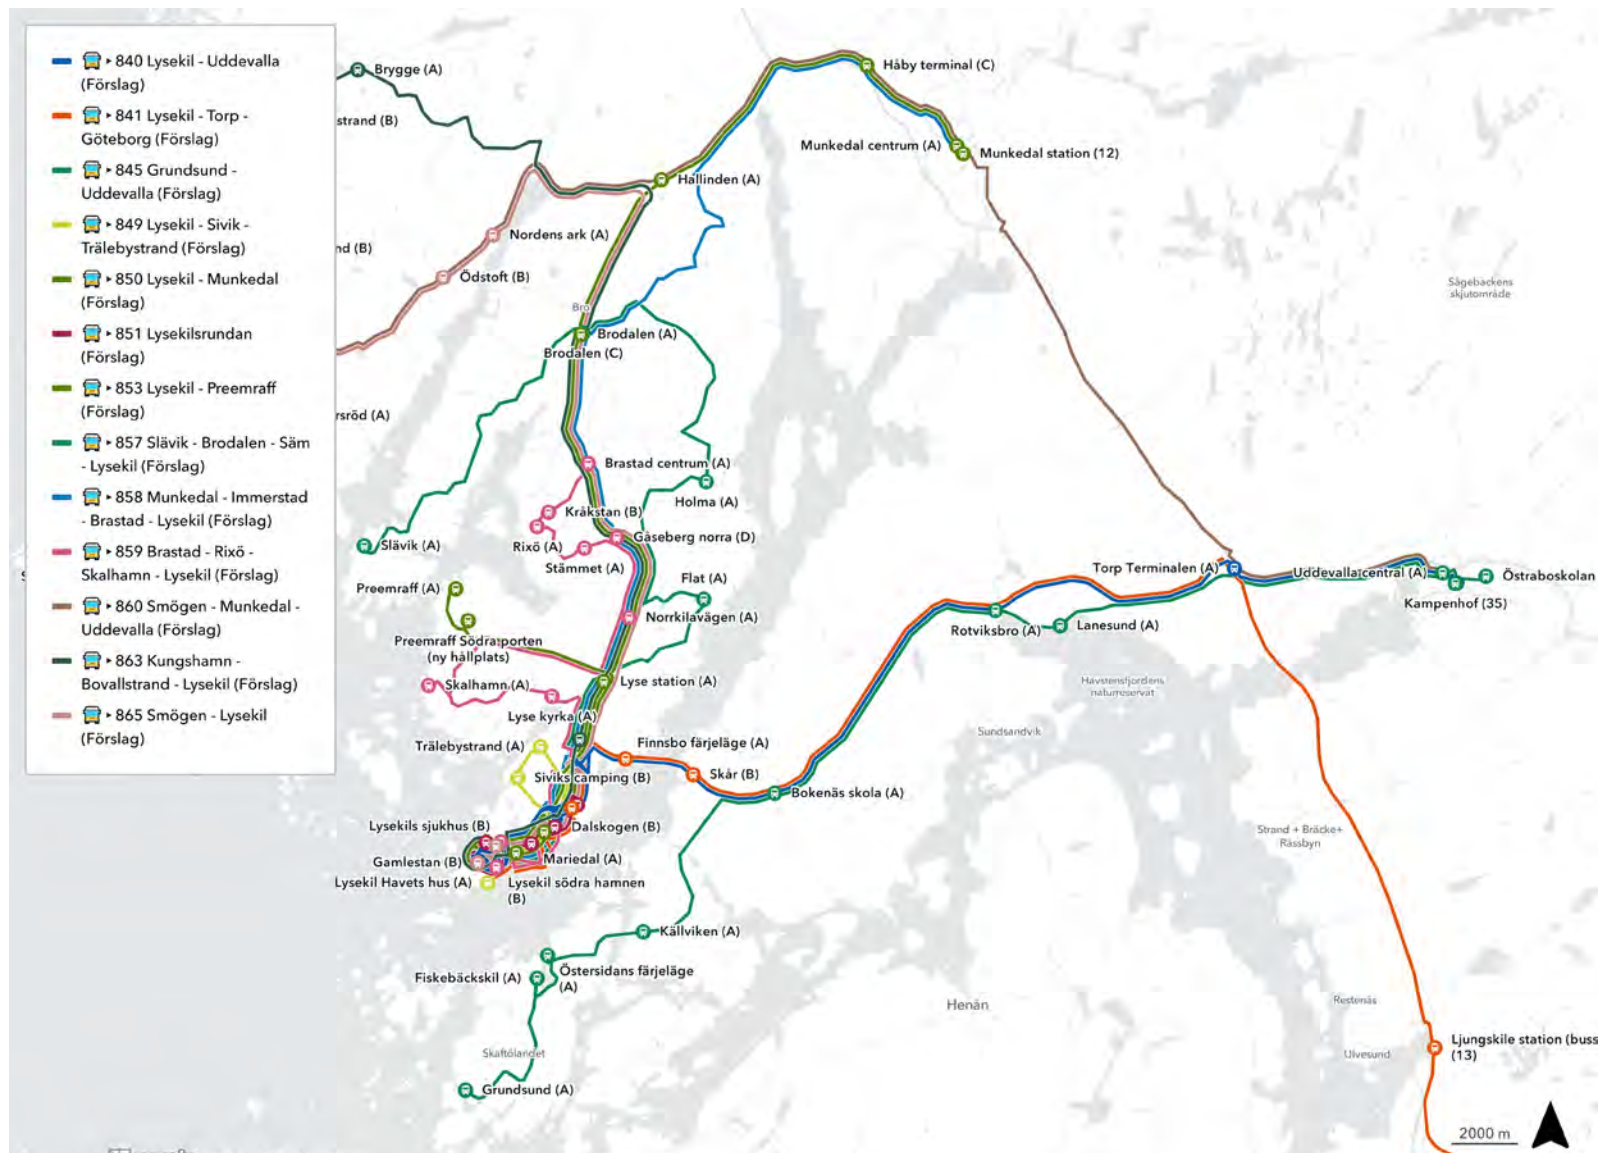 840 Lysekil - Uddevalla
(Förslag)
841 Lysekil - Torp -
Göteborg (Förslag)
845 Grundsund -
Uddevalla (Förslag)
849 Lysekil - Sivik -
Trälebystrand (Förslag)
850 Lysekil - Munkedal
(Förslag)
851 Lysekilsrundan
(Förslag)
853 Lysekil - Preemraff
(Förslag)
857 Slävik - Brodalen - Säm
- Lysekil (Förslag)
858 Munkedal - Immerstad
- Brastad - Lysekil (Förslag)
859 Brastad - Rixö -
Skalhamn - Lysekil (Förslag)
860 Smögen - Munkedal -
Uddevalla (Förslag)
863 Kungshamn -
Bovallstrand - Lysekil (Förslag)
865 Smögen - Lysekil
(Förslag)
Brygge (A)
strand (B)
Håby terminal (C)
Munkedal centrum (A)
Munkedal station (12)
Hallinden (A)
Nordens ark (A)
nd (B)
Ödstoft (B)
Sågebackens
skjutområde
Bro
Brodalen (A)
Brodalen (C)
rsröd (A)
Brastad centrum (A)
Holma (A)
Kråkstan (B)
Gåseberg norra (D)
Slävik (A)
Rixö (A)
Stämmet (A)
Torp Terminalen (A)
Uddevalla central (A)
Östraboskolan
Kampenhof (35)
Flat (A)
Preemraff (A)
Norrkilavägen (A)
Rotviksbro (A)
Lanesund (A)
Preemraff Södra porten
(ny hållplats)
Lyse station (A)
Skalhamn (A)
Havstensfjordens
naturreservat
Lyse kyrka (A)
Sundsandvik
Trälebystrand (A)
Finnsbo färjeläge (A)
Siviks camping (B)
Skår (B)
Bokenäs skola (A)
Lysekils sjukhus (B)
Dalskogen (B)
Strand + Bräcke+
Rässbyn
Gamlestan (B)
Mariedal (A)
Lysekil Havets hus (A)
Lysekil södra hamnen
(B)
Källviken (A)
Fiskebäckskil (A)
Östersidans färjeläge
(A)
Henån
Restenäs
Skaftölandet
Ulvesund
Ljungskile station (buss
(13)
Grundsund (A)
2000 m